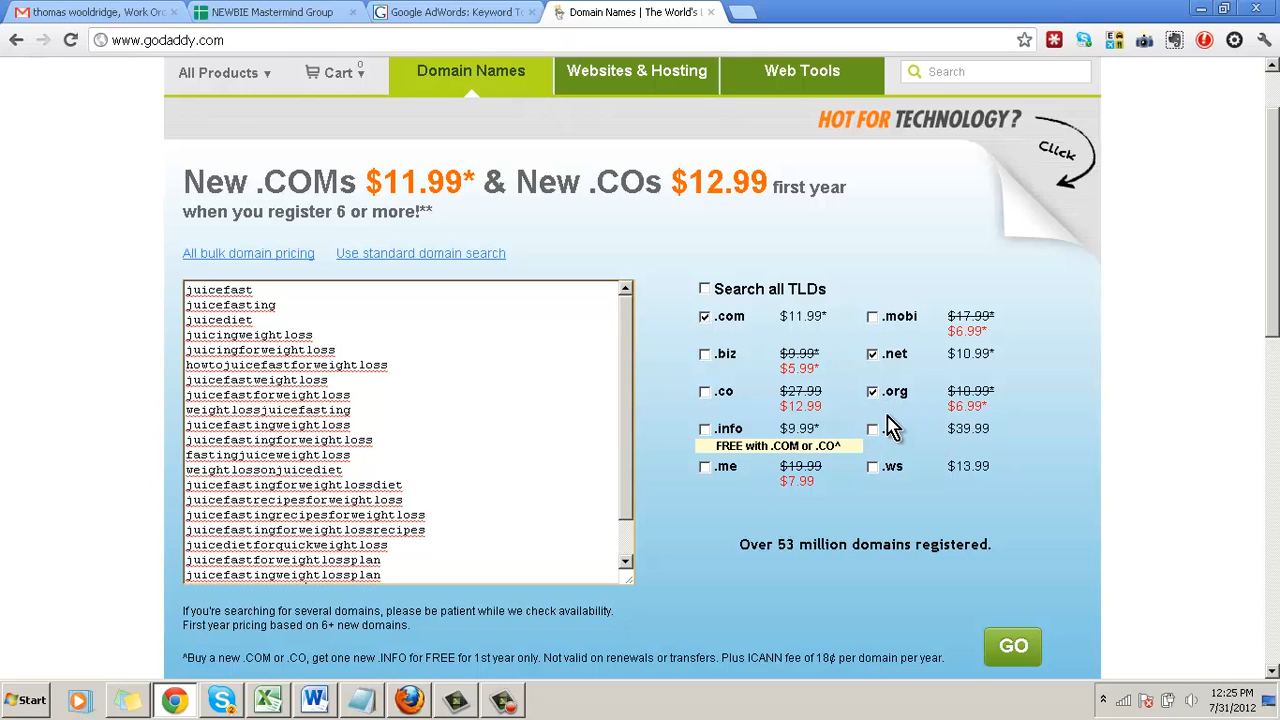 thomas wooldridge, Work Or
NEWBIE Mastermind Group
Google AdWords: Keyword To
Domain Names | The World's L
www.godaddy.com
All Products ▾
Cart ▾
0
Domain Names
Websites & Hosting
Web Tools
Search
HOT FOR TECHNOLOGY?
Click
New .COMs $11.99* & New .COs $12.99 first year
when you register 6 or more!**
All bulk domain pricing
Use standard domain search
juicefast
juicefasting
juicediet
juicingweightloss
juicingforweightloss
howtojuicefastforweightloss
juicefastweightloss
juicefastforweightloss
weightlossjuicefasting
juicefastingweightloss
juicefastingforweightloss
fastingjuiceweightloss
weightlossonjuicediet
juicefastingforweightlossdiet
juicefastrecipesforweightloss
juicefastingrecipesforweightloss
juicefastingforweightlossrecipes
juicedietforquickweightloss
juicefastforweightlossplan
juicefastingweightlossplan
Search all TLDs
.com $11.99*
.mobi $17.99*
$6.99*
.biz $9.99*
$5.99*
.net $10.99*
.co $27.99
$12.99
.org $10.99*
$6.99*
.info $9.99*
FREE with .COM or .CO^
$39.99
.me $19.99
$7.99
.ws $13.99
Over 53 million domains registered.
If you're searching for several domains, please be patient while we check availability.
First year pricing based on 6+ new domains.
^Buy a new .COM or .CO, get one new .INFO for FREE for 1st year only. Not valid on renewals or transfers. Plus ICANN fee of 18¢ per domain per year.
GO
Start
12:25 PM
7/31/2012